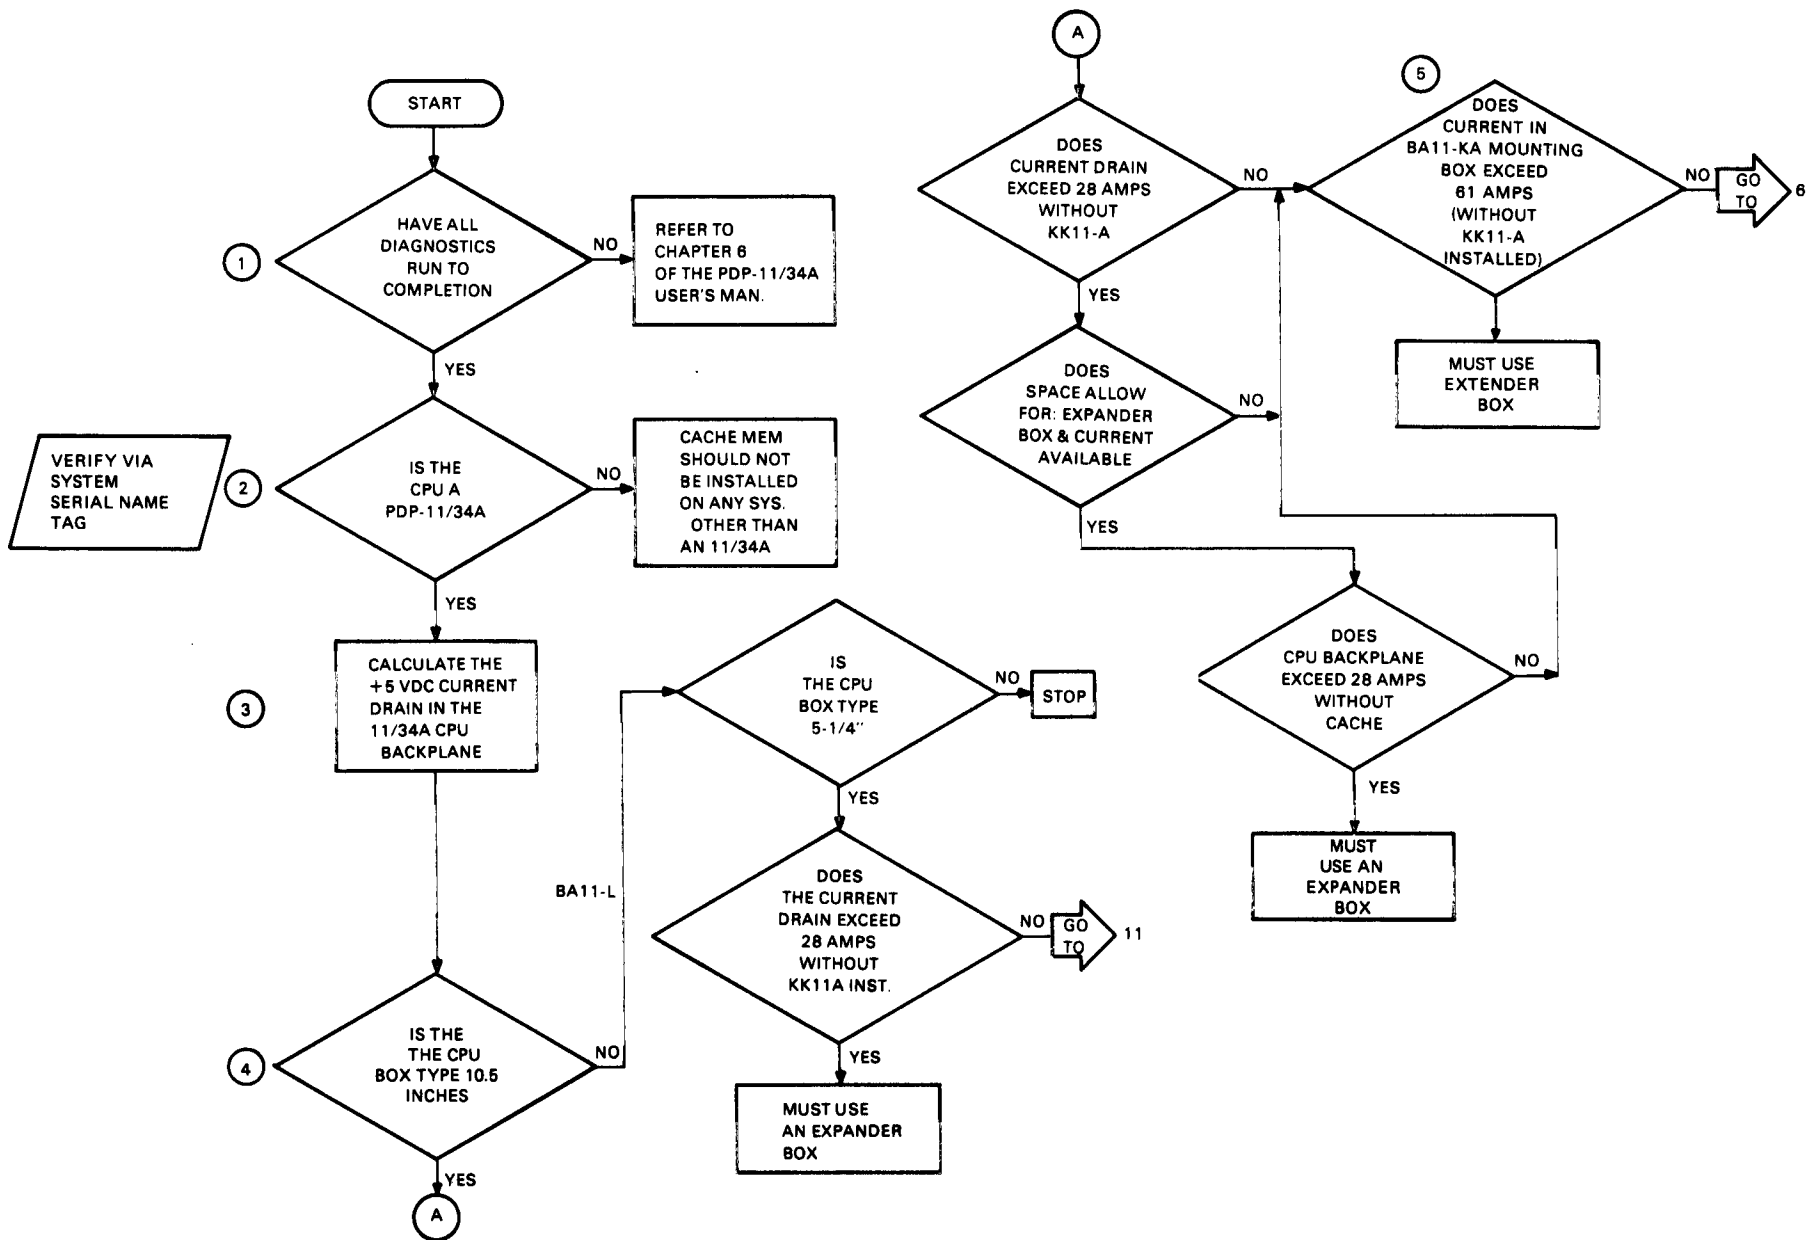 START
1
HAVE ALL
DIAGNOSTICS
RUN TO
COMPLETION
NO
REFER TO
CHAPTER 6
OF THE PDP-11/34A
USER'S MAN.
YES
VERIFY VIA
SYSTEM
SERIAL NAME
TAG
2
IS THE
CPU A
PDP-11/34A
NO
CACHE MEM
SHOULD NOT
BE INSTALLED
ON ANY SYS.
OTHER THAN
AN 11/34A
YES
3
CALCULATE THE
+5 VDC CURRENT
DRAIN IN THE
11/34A CPU
BACKPLANE
4
IS THE
THE CPU
BOX TYPE 10.5
INCHES
NO
BA11-L
YES
A
IS
THE CPU
BOX TYPE
5-1/4"
NO
STOP
YES
DOES
THE CURRENT
DRAIN EXCEED
28 AMPS
WITHOUT
KK11A INST.
NO
GO
TO
11
YES
MUST USE
AN EXPANDER
BOX
A
DOES
CURRENT DRAIN
EXCEED 28 AMPS
WITHOUT
KK11-A
NO
YES
DOES
SPACE ALLOW
FOR: EXPANDER
BOX & CURRENT
AVAILABLE
NO
YES
DOES
CPU BACKPLANE
EXCEED 28 AMPS
WITHOUT
CACHE
NO
YES
MUST
USE AN
EXPANDER
BOX
5
DOES
CURRENT IN
BA11-KA MOUNTING
BOX EXCEED
61 AMPS
(WITHOUT
KK11-A
INSTALLED)
NO
GO
TO
6
MUST USE
EXTENDER
BOX